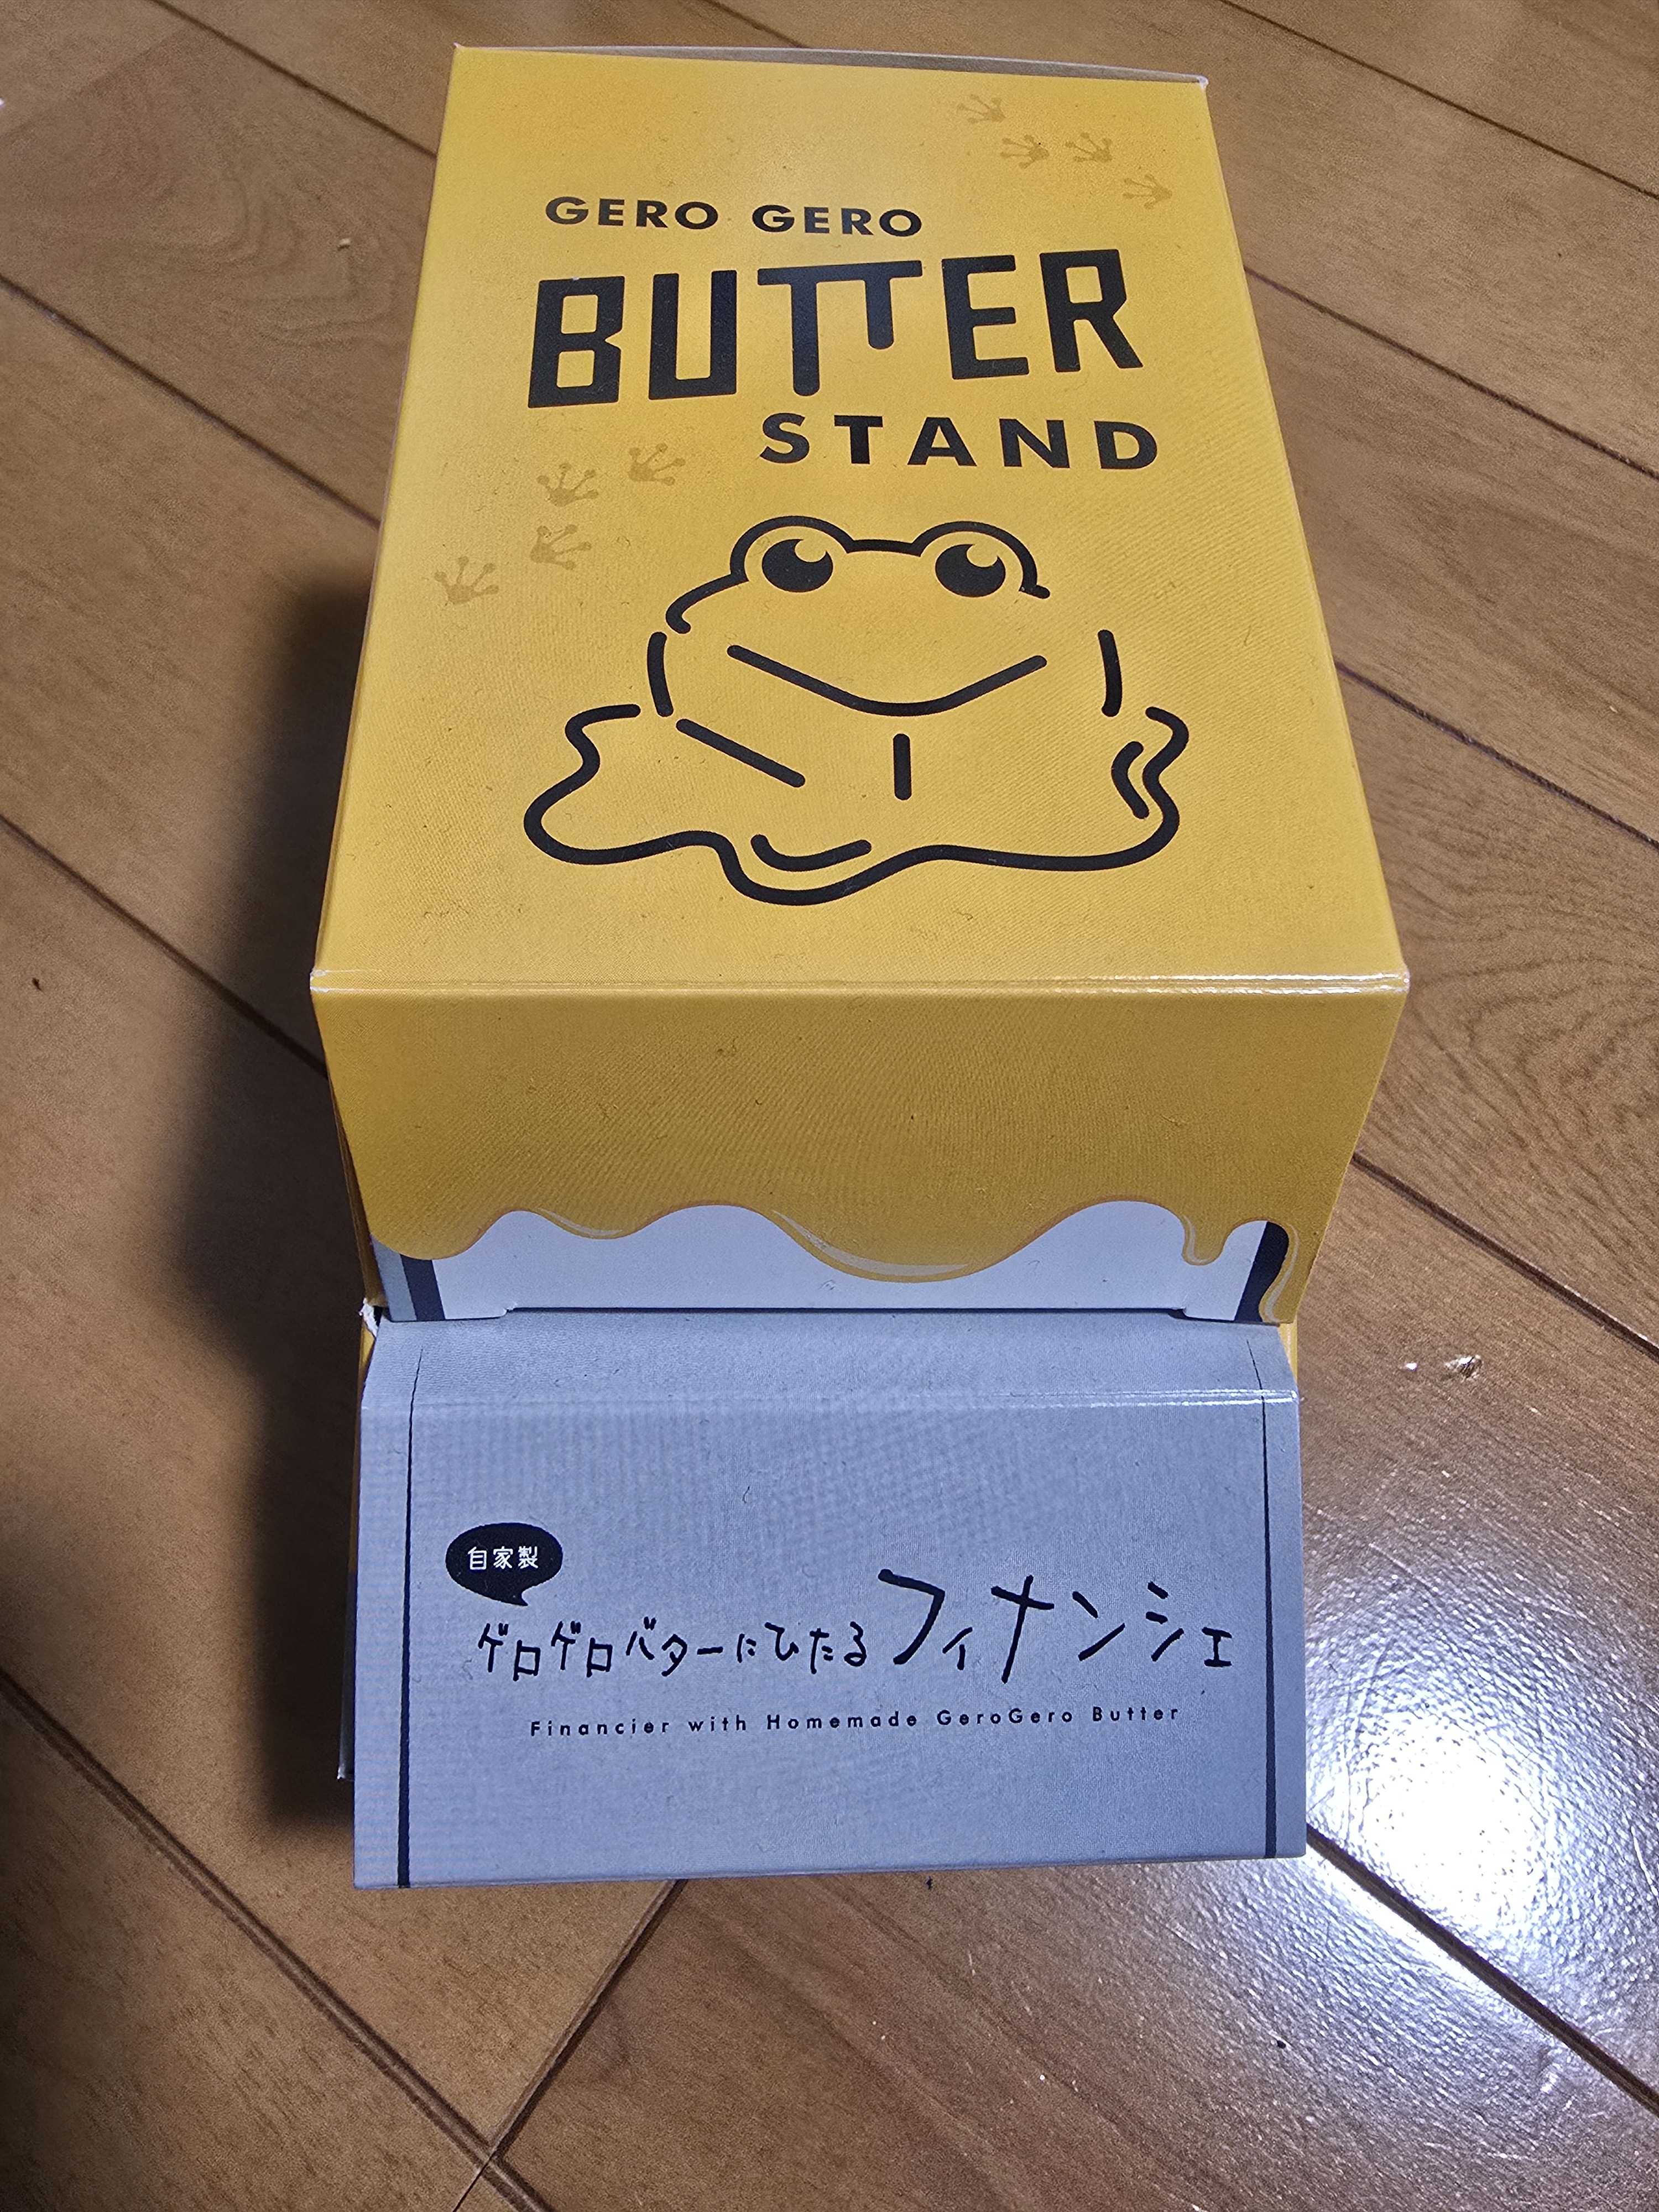 GERO GERO
BUTTER
STAND
自家製
ゲロゲロバターにひたるフィナンシェ
Financier with Homemade GeroGero Butter